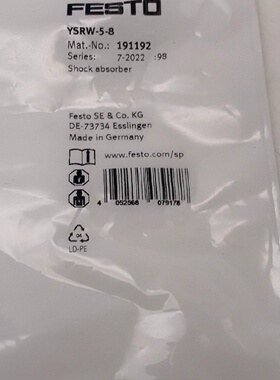 FESTO
YSRW-5-8
Mat.-No.: 191192
Series: 7-2022 :98
Shock absorber
Festo SE & Co. KG
DE-73734 Esslingen
Made in Germany
www.festo.com/sp
4 052568 079178
04
LD-PE